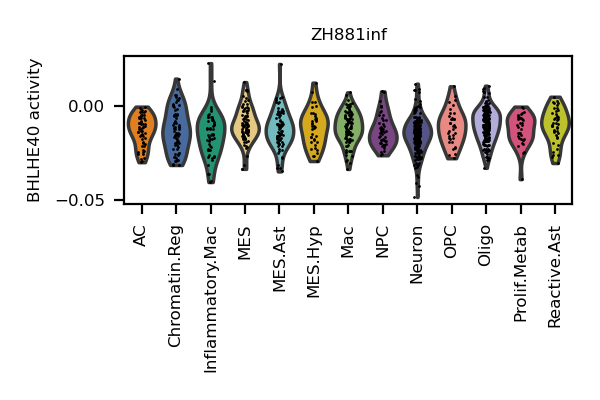 ZH881inf
BHLHE40 activity
0.00
−0.05
AC
Chromatin.Reg
Inflammatory.Mac
MES
MES.Ast
MES.Hyp
Mac
NPC
Neuron
OPC
Oligo
Prolif.Metab
Reactive.Ast